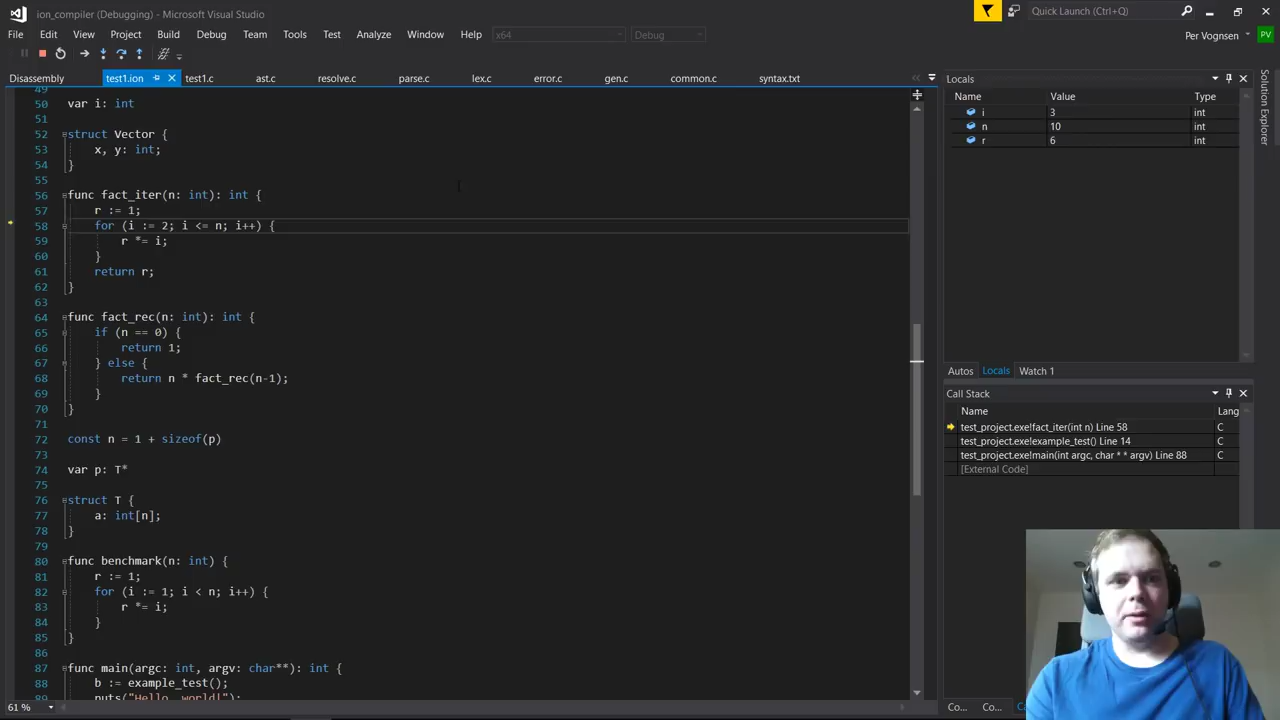 ion_compiler (Debugging) - Microsoft Visual Studio
Quick Launch (Ctrl+Q)
File Edit View Project Build Debug Team Tools Test Analyze Window Help x64 Debug
Per Vognsen PV
Disassembly test1.ion test1.c ast.c resolve.c parse.c lex.c error.c gen.c common.c syntax.txt
49
50 var i: int
51
52 struct Vector {
53 x, y: int;
54 }
55
56 func fact_iter(n: int): int {
57 r := 1;
58 for (i := 2; i <= n; i++) {
59 r *= i;
60 }
61 return r;
62 }
63
64 func fact_rec(n: int): int {
65 if (n == 0) {
66 return 1;
67 } else {
68 return n * fact_rec(n-1);
69 }
70 }
71
72 const n = 1 + sizeof(p)
73
74 var p: T*
75
76 struct T {
77 a: int[n];
78 }
79
80 func benchmark(n: int) {
81 r := 1;
82 for (i := 1; i < n; i++) {
83 r *= i;
84 }
85 }
86
87 func main(argc: int, argv: char**): int {
88 b := example_test();
89 puts("Hello, world!");
61 %
Locals
Name Value Type
i 3 int
n 10 int
r 6 int
Autos Locals Watch 1
Call Stack
Name Lang
test_project.exe!fact_iter(int n) Line 58 C
test_project.exe!example_test() Line 14 C
test_project.exe!main(int argc, char * * argv) Line 88 C
[External Code]
Co... Co...
Solution Explorer